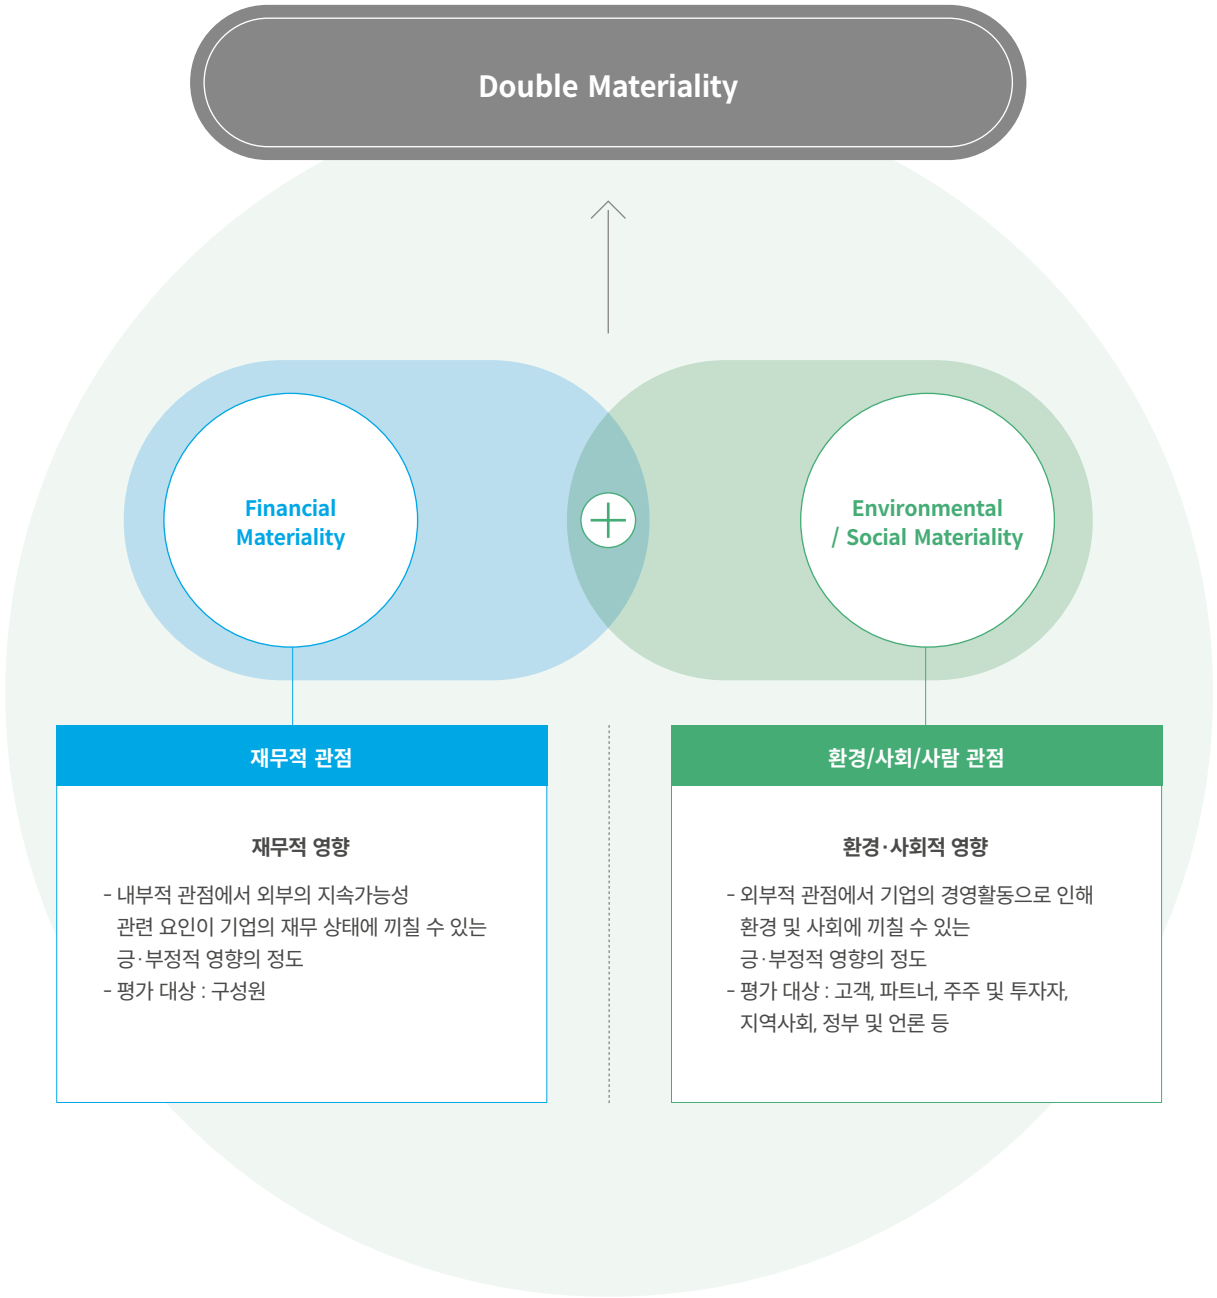 Double Materiality
Financial
Materiality
Environmental
/ Social Materiality
재무적 관점
재무적 영향
- 내부적 관점에서 외부의 지속가능성
관련 요인이 기업의 재무 상태에 끼칠 수 있는
긍·부정적 영향의 정도
- 평가 대상 : 구성원
환경/사회/사람 관점
환경·사회적 영향
- 외부적 관점에서 기업의 경영활동으로 인해
환경 및 사회에 끼칠 수 있는
긍·부정적 영향의 정도
- 평가 대상 : 고객, 파트너, 주주 및 투자자,
지역사회, 정부 및 언론 등